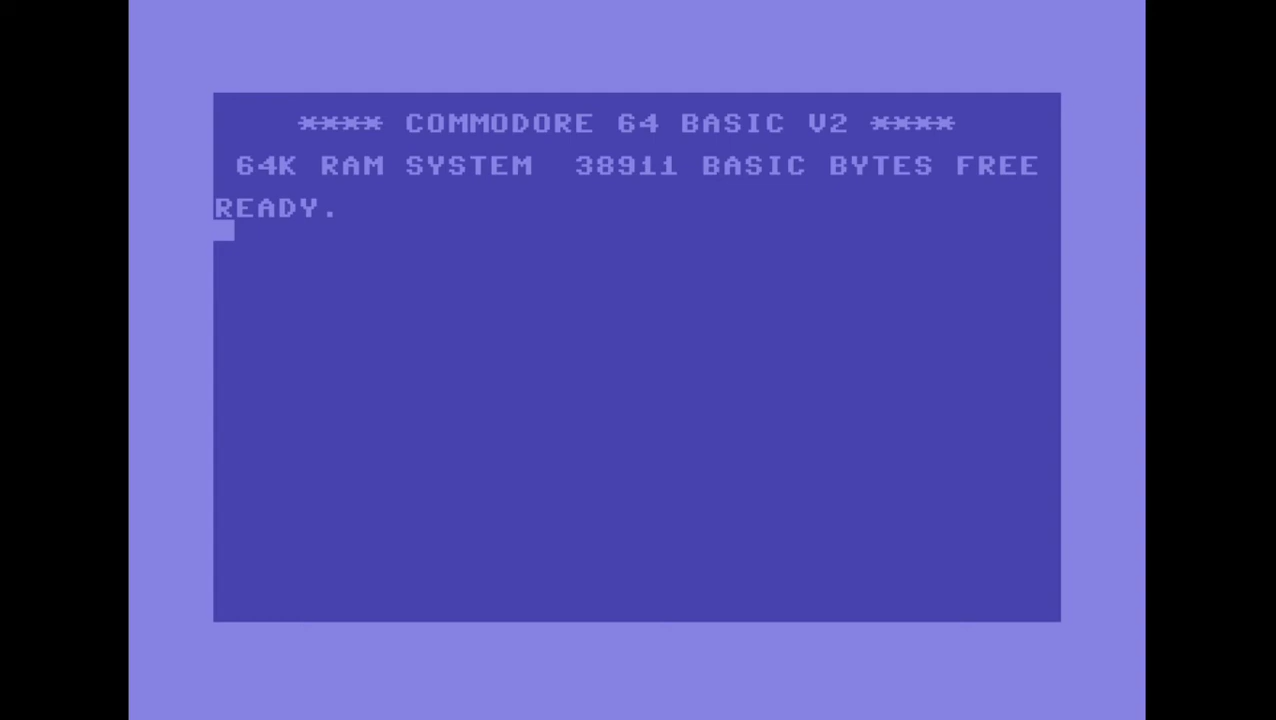 **** COMMODORE 64 BASIC V2 ****
64K RAM SYSTEM  38911 BASIC BYTES FREE
READY.